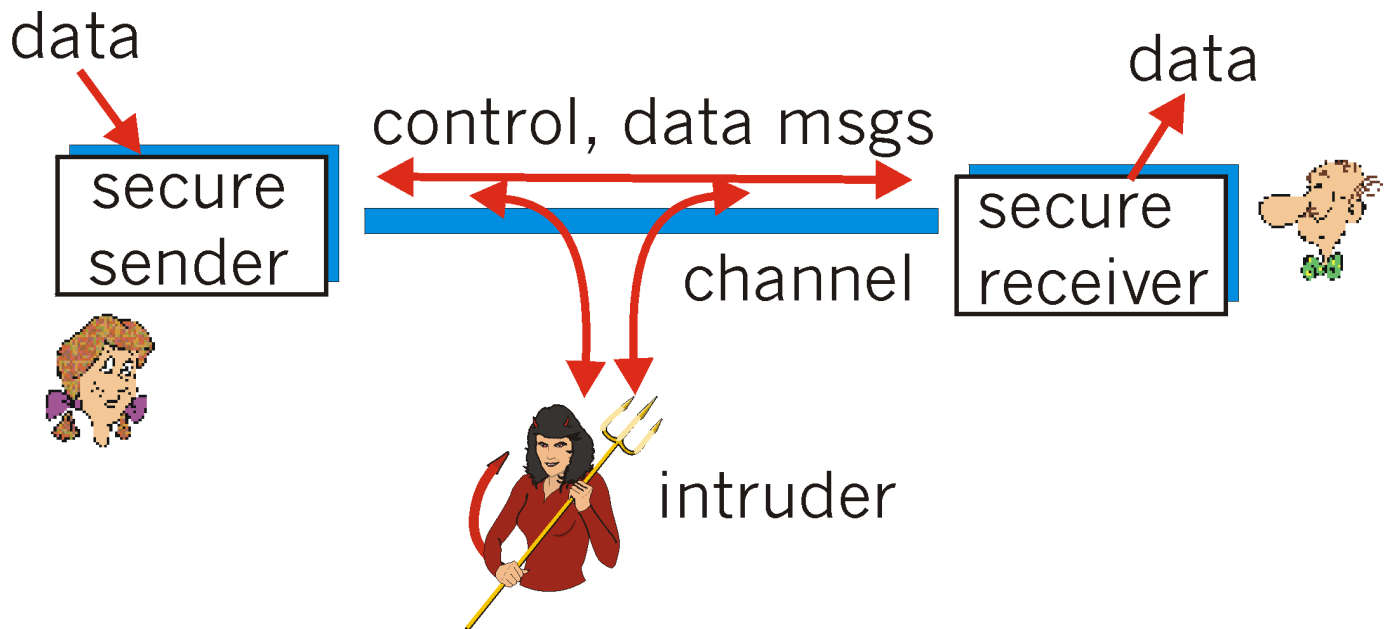 data
data
control, data msgs
secure
sender
secure
receiver
channel
intruder